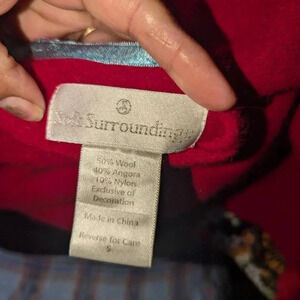 Surroundings
50% Wool
40% Angora
10% Nylon
Exclusive of
Decoration
Made in China
Reverse for Care
S